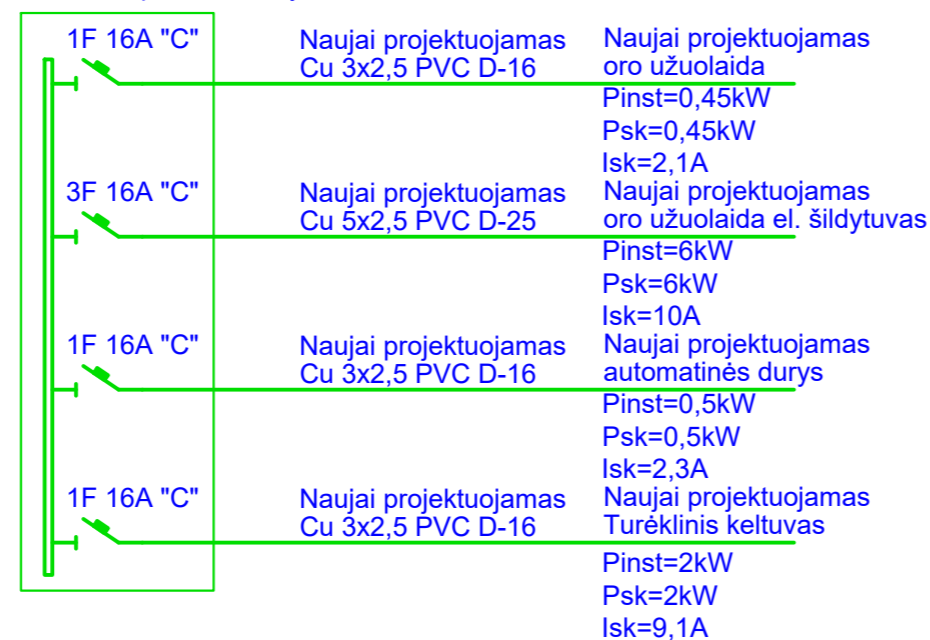 1F 16A "C"
Naujai projektuojamas
Cu 3x2,5 PVC D-16
Naujai projektuojamas
oro užuolaida
Pinst=0,45kW
Psk=0,45kW
Isk=2,1A
3F 16A "C"
Naujai projektuojamas
Cu 5x2,5 PVC D-25
Naujai projektuojamas
oro užuolaida el. šildytuvas
Pinst=6kW
Psk=6kW
Isk=10A
1F 16A "C"
Naujai projektuojamas
Cu 3x2,5 PVC D-16
Naujai projektuojamas
automatinės durys
Pinst=0,5kW
Psk=0,5kW
Isk=2,3A
1F 16A "C"
Naujai projektuojamas
Cu 3x2,5 PVC D-16
Naujai projektuojamas
Turėklinis keltuvas
Pinst=2kW
Psk=2kW
Isk=9,1A